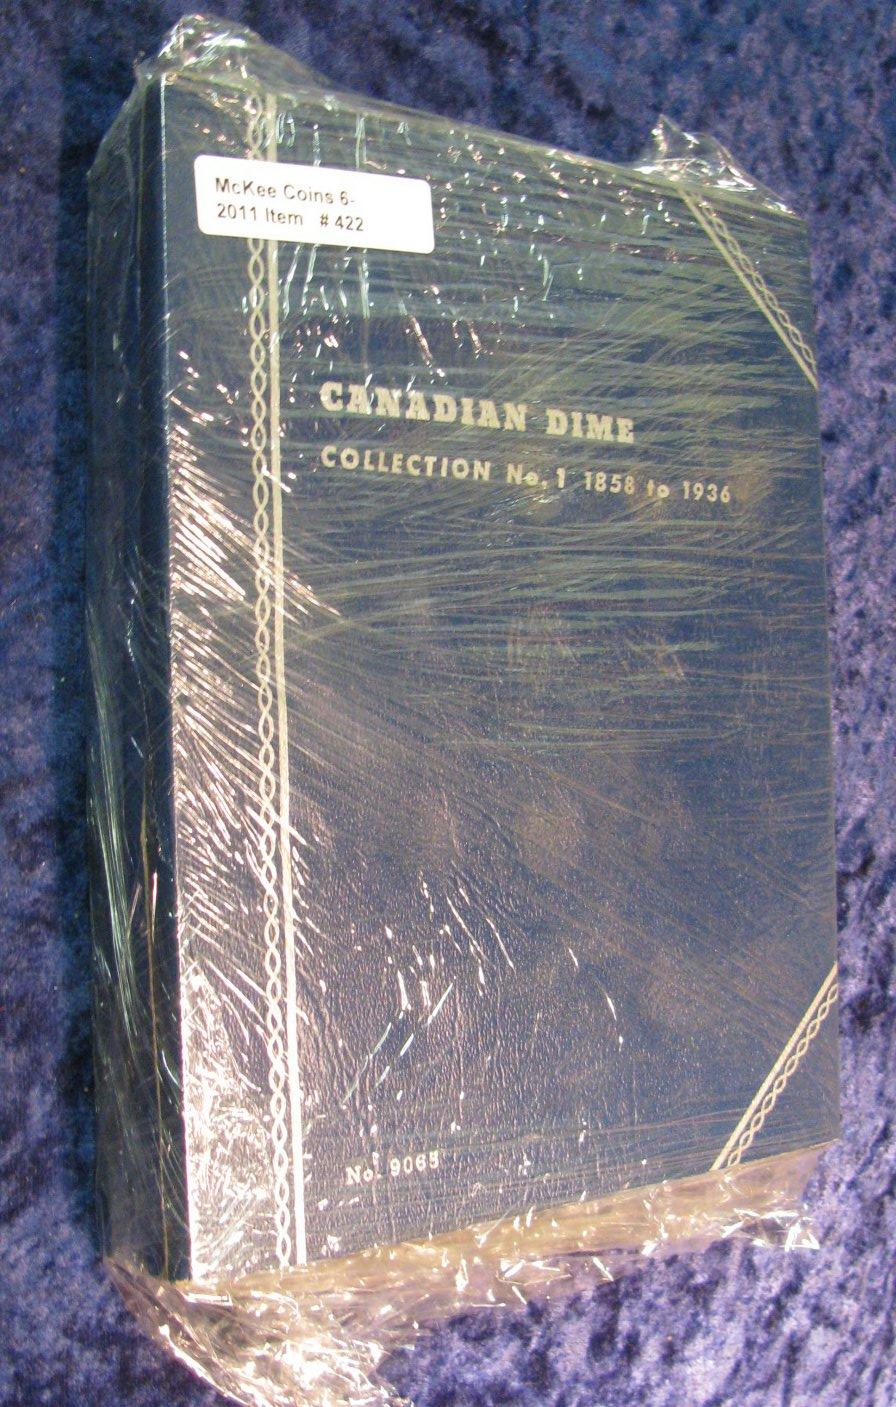 McKee Coins 6-
2011 Item # 422
CANADIAN DIME
COLLECTION No. 1 1858 to 1936
No. 9065